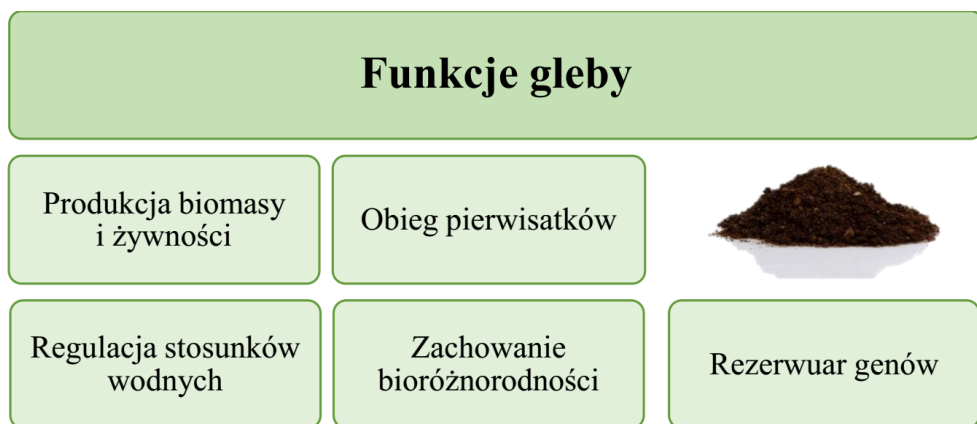 Funkcje gleby
Produkcja biomasy
i żywności
Obieg pierwisatków
Regulacja stosunków
wodnych
Zachowanie
bioróżnorodności
Rezerwuar genów